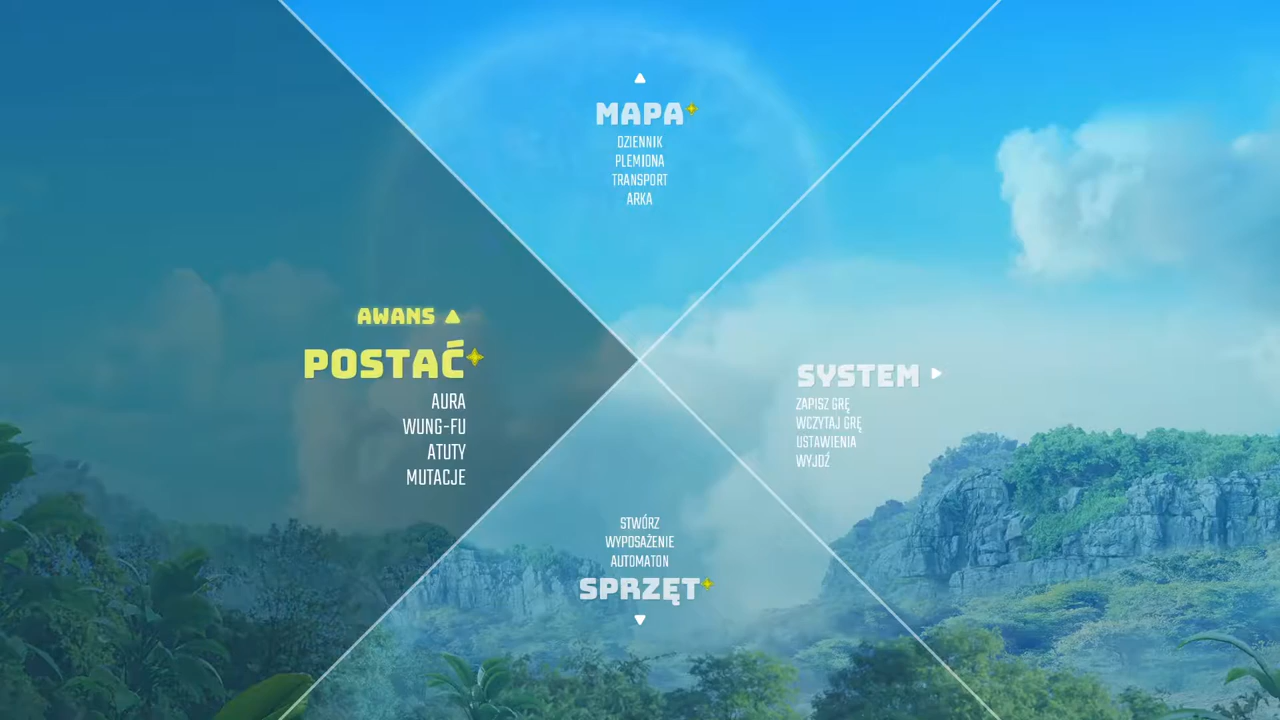 MAPA
DZIENNIK
PLEMIONA
TRANSPORT
ARKA
AWANS
POSTAĆ
AURA
WUNG-FU
ATUTY
MUTACJE
SYSTEM
ZAPISZ GRĘ
WCZYTAJ GRĘ
USTAWIENIA
WYJDŹ
STWÓRZ
WYPOSAŻENIE
AUTOMATON
SPRZĘT